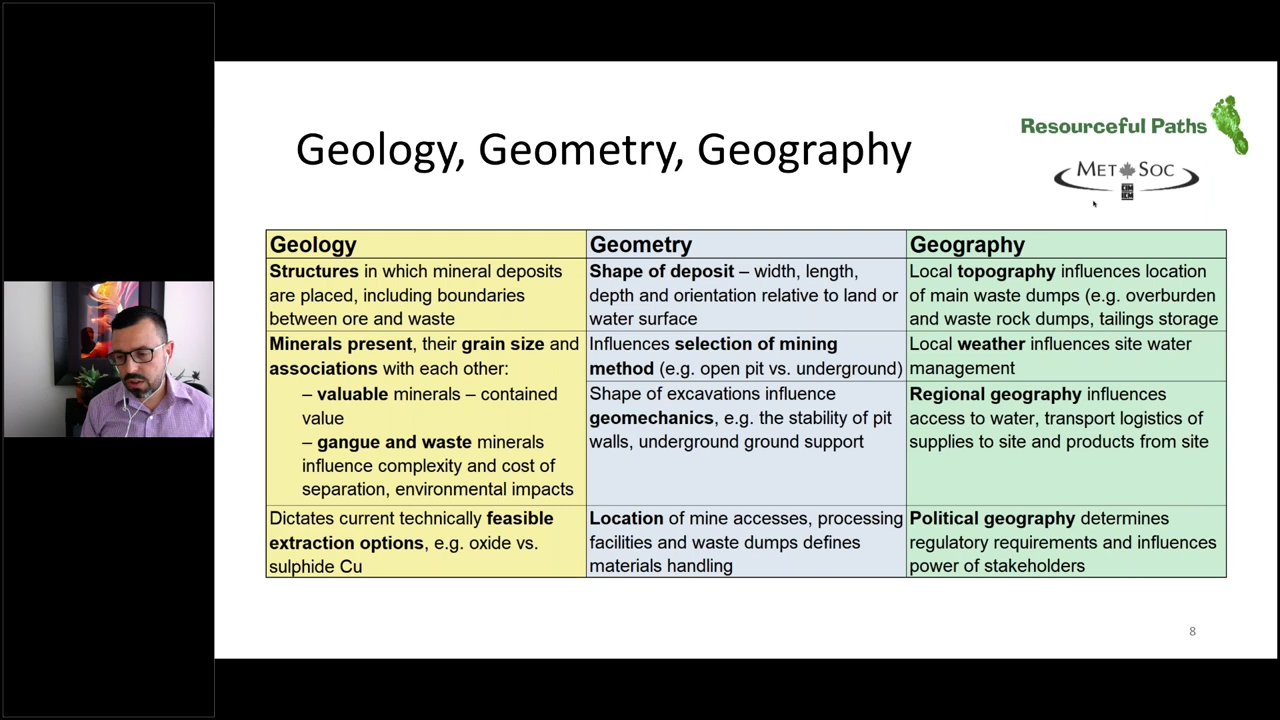 Geology, Geometry, Geography
Resourceful Paths
MET SOC
CIM
ICM
Geology
Structures in which mineral deposits
are placed, including boundaries
between ore and waste
Minerals present, their grain size and
associations with each other:
– valuable minerals – contained
value
– gangue and waste minerals
influence complexity and cost of
separation, environmental impacts
Dictates current technically feasible
extraction options, e.g. oxide vs.
sulphide Cu
Geometry
Shape of deposit – width, length,
depth and orientation relative to land or
water surface
Influences selection of mining
method (e.g. open pit vs. underground)
Shape of excavations influence
geomechanics, e.g. the stability of pit
walls, underground ground support
Location of mine accesses, processing
facilities and waste dumps defines
materials handling
Geography
Local topography influences location
of main waste dumps (e.g. overburden
and waste rock dumps, tailings storage
Local weather influences site water
management
Regional geography influences
access to water, transport logistics of
supplies to site and products from site
Political geography determines
regulatory requirements and influences
power of stakeholders
8